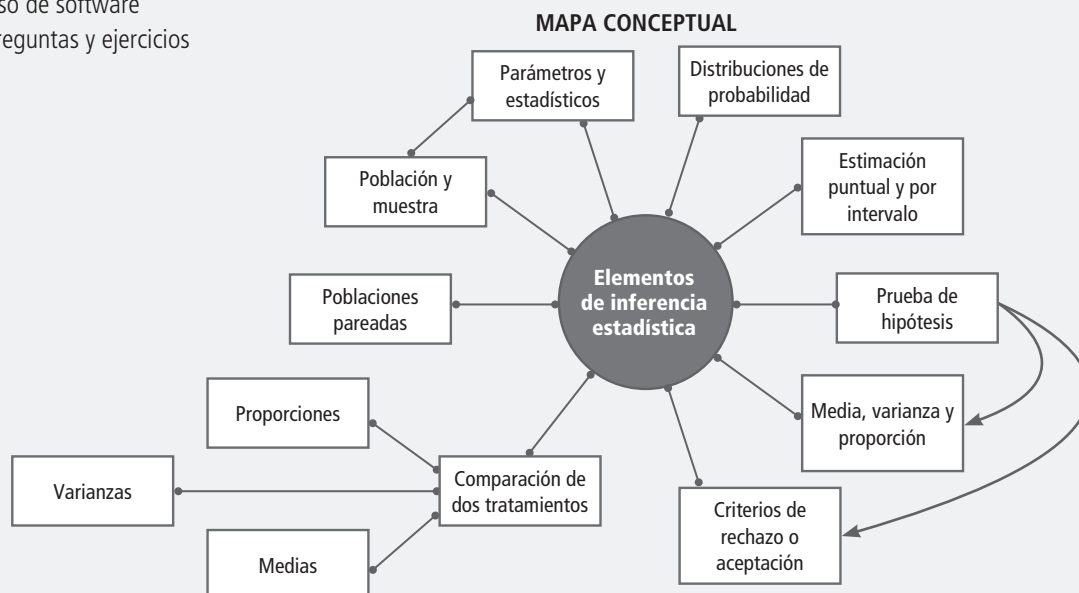 so de software
reguntas y ejercicios
MAPA CONCEPTUAL
Parámetros y
estadísticos
Distribuciones de
probabilidad
Población y
muestra
Estimación
puntual y por
intervalo
Poblaciones
pareadas
Elementos
de inferencia
estadística
Prueba de
hipótesis
Proporciones
Media, varianza y
proporción
Varianzas
Comparación de
dos tratamientos
Criterios de
rechazo o
aceptación
Medias